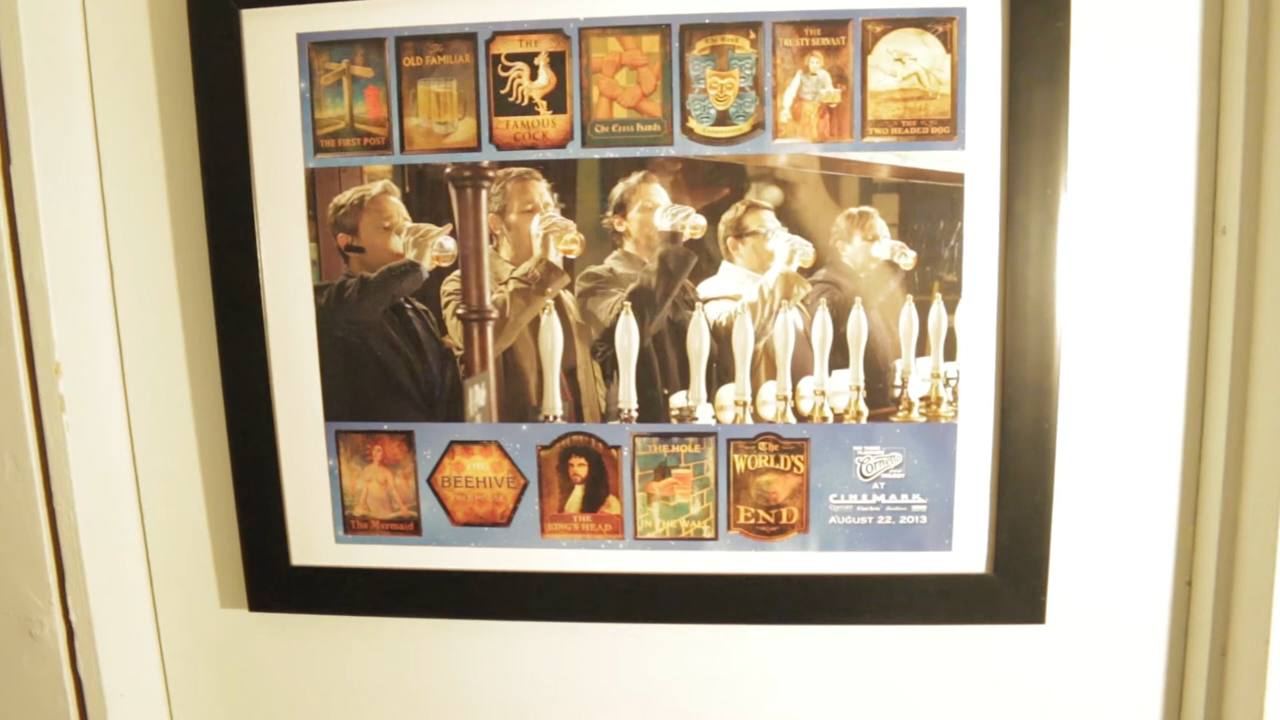 THE FIRST POST
The
OLD FAMILIAR
THE
FAMOUS
COCK
The Cross Hands
THE
TRUSTY SERVANT
THE
TWO HEADED DOG
The Mermaid
THE
BEEHIVE
THE
KING'S HEAD
THE HOLE
IN THE WALL
The
WORLD'S
END
Cornetto
AT
CINEMARK
AUGUST 22, 2013